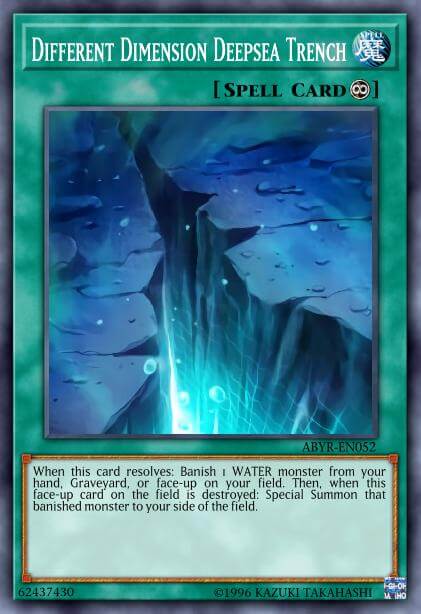 Different Dimension Deepsea Trench
SPELL
魔
[Spell Card]
ABYR-EN052
When this card resolves: Banish 1 WATER monster from your
hand, Graveyard, or face-up on your field. Then, when this
face-up card on the field is destroyed: Special Summon that
banished monster to your side of the field.
62437430
©1996 KAZUKI TAKAHASHI